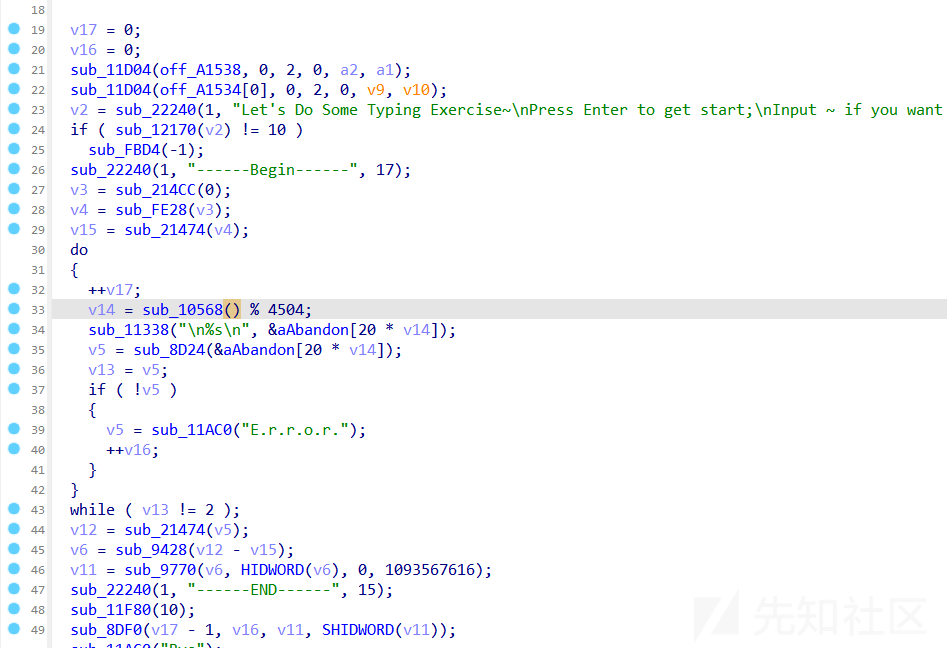 18
19 v17 = 0;
20 v16 = 0;
21 sub_11D04(off_A1538, 0, 2, 0, a2, a1);
22 sub_11D04(off_A1534[0], 0, 2, 0, v9, v10);
23 v2 = sub_22240(1, "Let's Do Some Typing Exercise~\nPress Enter to get start;\nInput ~ if you want
24 if ( sub_12170(v2) != 10 )
25 sub_FBD4(-1);
26 sub_22240(1, "------Begin------", 17);
27 v3 = sub_214CC(0);
28 v4 = sub_FE28(v3);
29 v15 = sub_21474(v4);
30 do
31 {
32 ++v17;
33 v14 = sub_10568() % 4504;
34 sub_11338("\n%s\n", &aAbandon[20 * v14]);
35 v5 = sub_8D24(&aAbandon[20 * v14]);
36 v13 = v5;
37 if ( !v5 )
38 {
39 v5 = sub_11AC0("E.r.r.o.r.");
40 ++v16;
41 }
42 }
43 while ( v13 != 2 );
44 v12 = sub_21474(v5);
45 v6 = sub_9428(v12 - v15);
46 v11 = sub_9770(v6, HIDWORD(v6), 0, 1093567616);
47 sub_22240(1, "------END------", 15);
48 sub_11F80(10);
49 sub_8DF0(v17 - 1, v16, v11, SHIDWORD(v11));
sub_11AC0("Bye");
先知社区